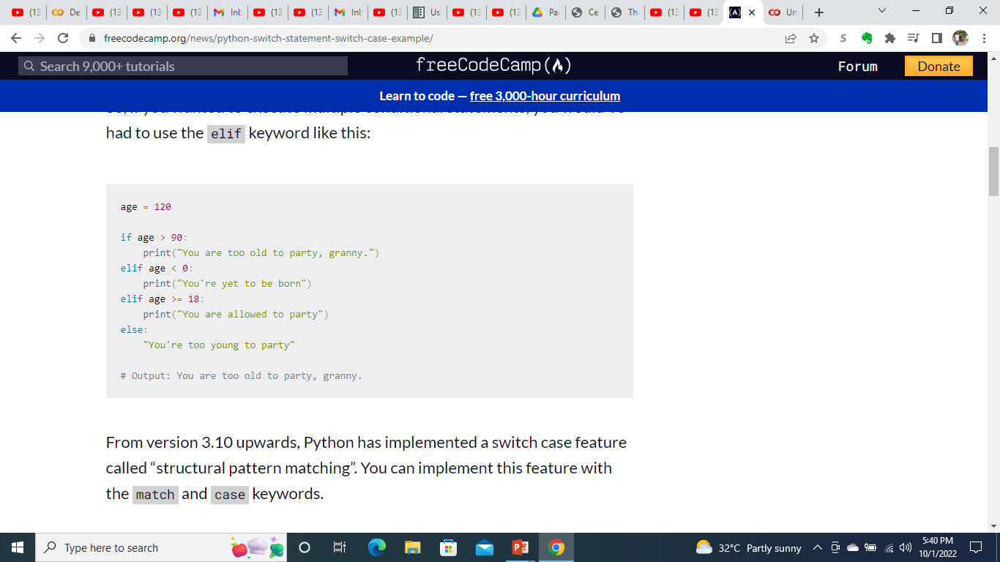 (13
De
(13
(13
(13
Int
(13
(13
Int
(13
Us
(13
(13
Pa
Ce
Th
(13
(13
Un
freecodecamp.org/news/python-switch-statement-switch-case-example/
Search 9,000+ tutorials
freeCodeCamp(🔥)
Forum
Donate
Learn to code — free 3,000-hour curriculum
had to use the elif keyword like this:
age = 120
if age > 90:
    print("You are too old to party, granny.")
elif age < 0:
    print("You're yet to be born")
elif age >= 18:
    print("You are allowed to party")
else:
    "You're too young to party"
# Output: You are too old to party, granny.
From version 3.10 upwards, Python has implemented a switch case feature
called “structural pattern matching”. You can implement this feature with
the match and case keywords.
Type here to search
32°C Partly sunny
5:40 PM
10/1/2022